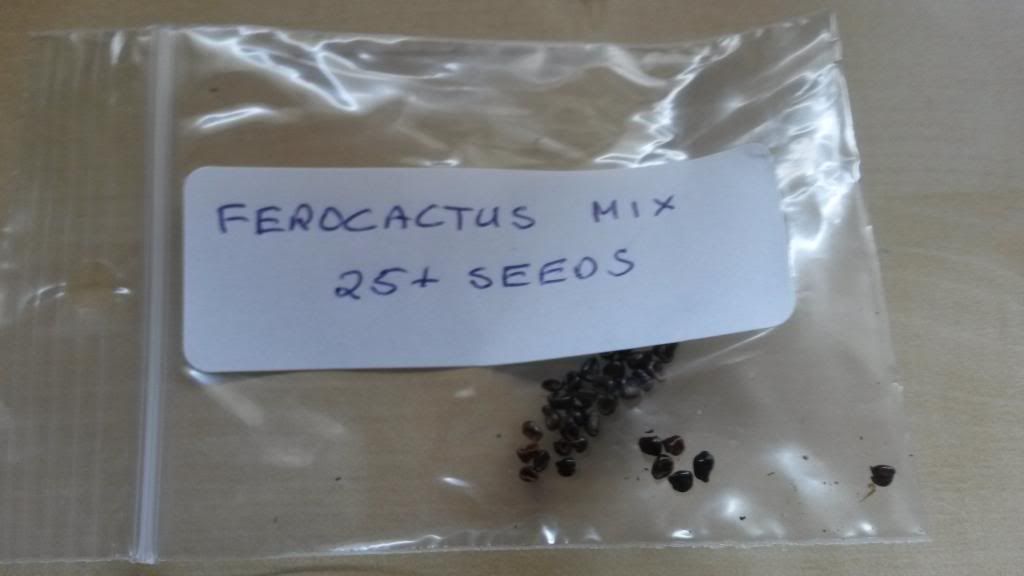 FEROCACTUS MIX
25+ SEEDS